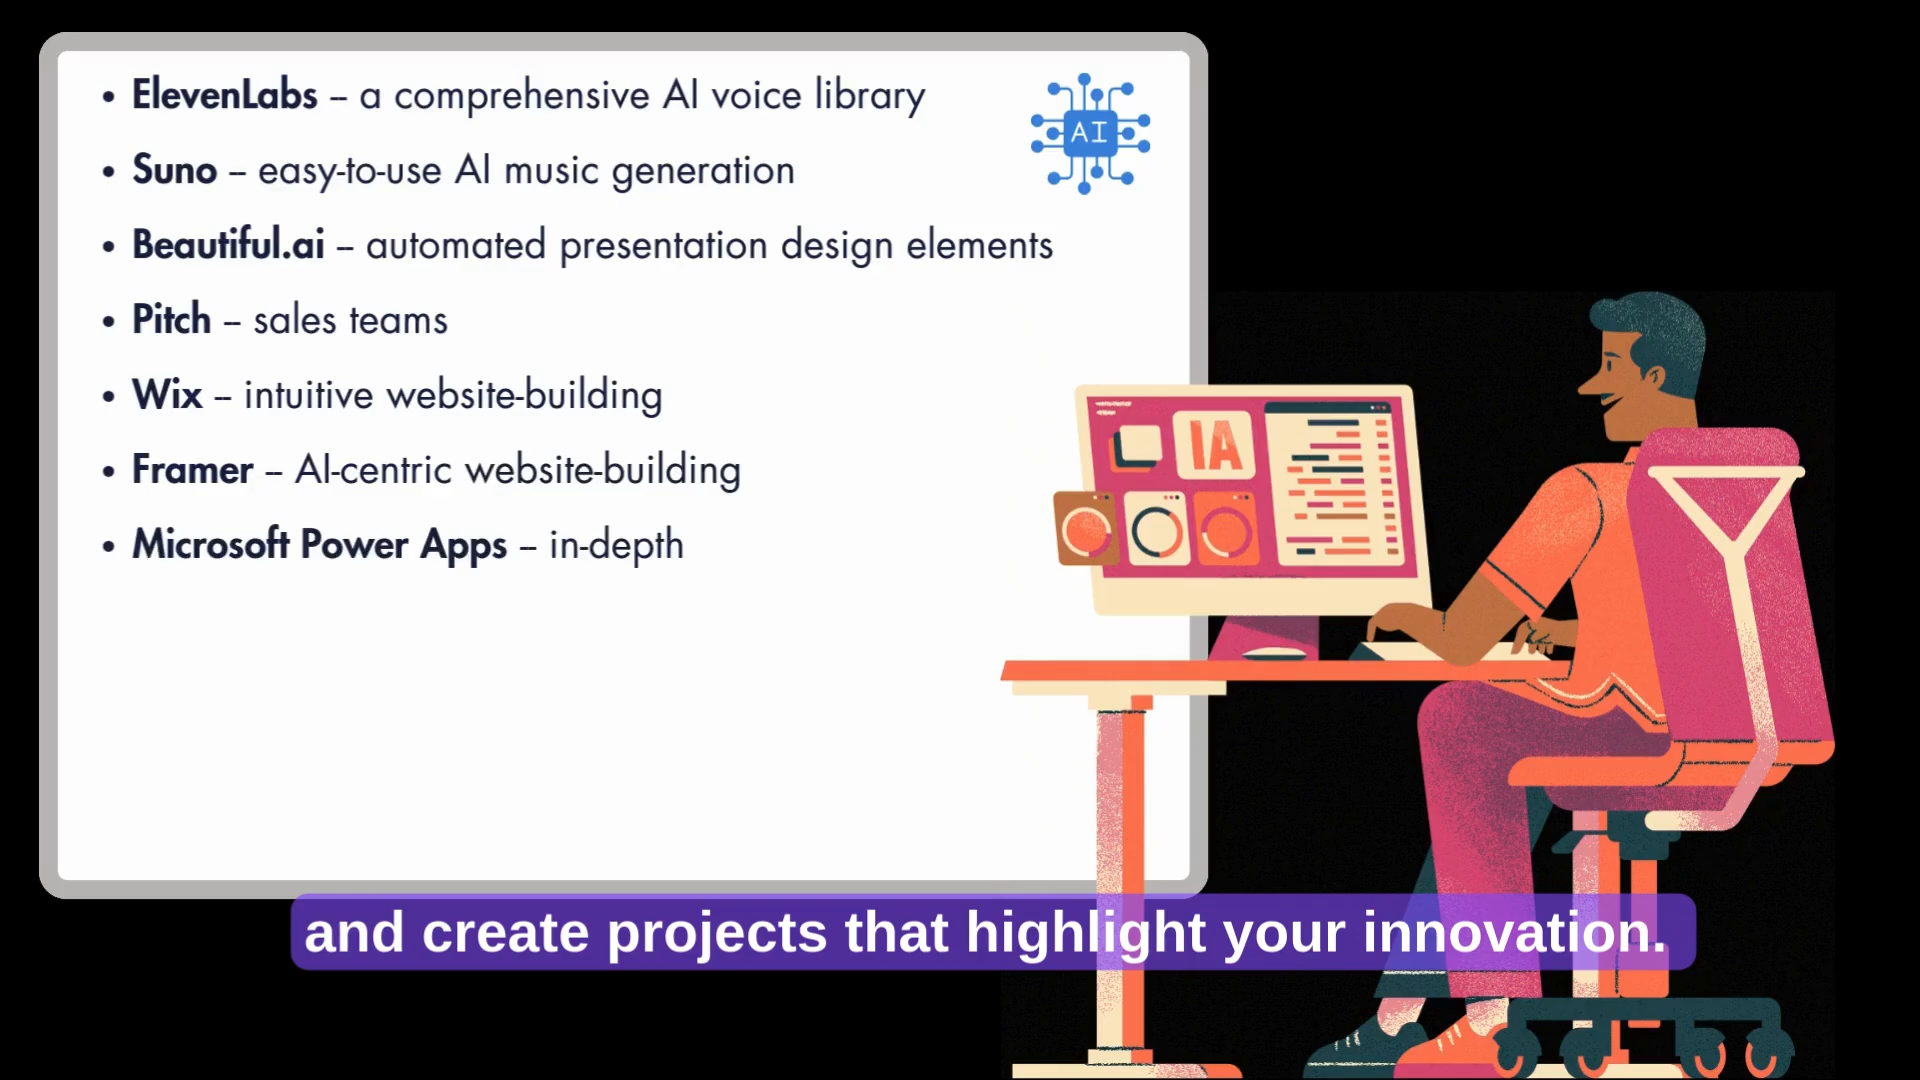 • ElevenLabs – a comprehensive AI voice library
AI
• Suno – easy-to-use AI music generation
• Beautiful.ai – automated presentation design elements
• Pitch – sales teams
• Wix – intuitive website-building
IA
• Framer – AI-centric website-building
• Microsoft Power Apps – in-depth
and create projects that highlight your innovation.